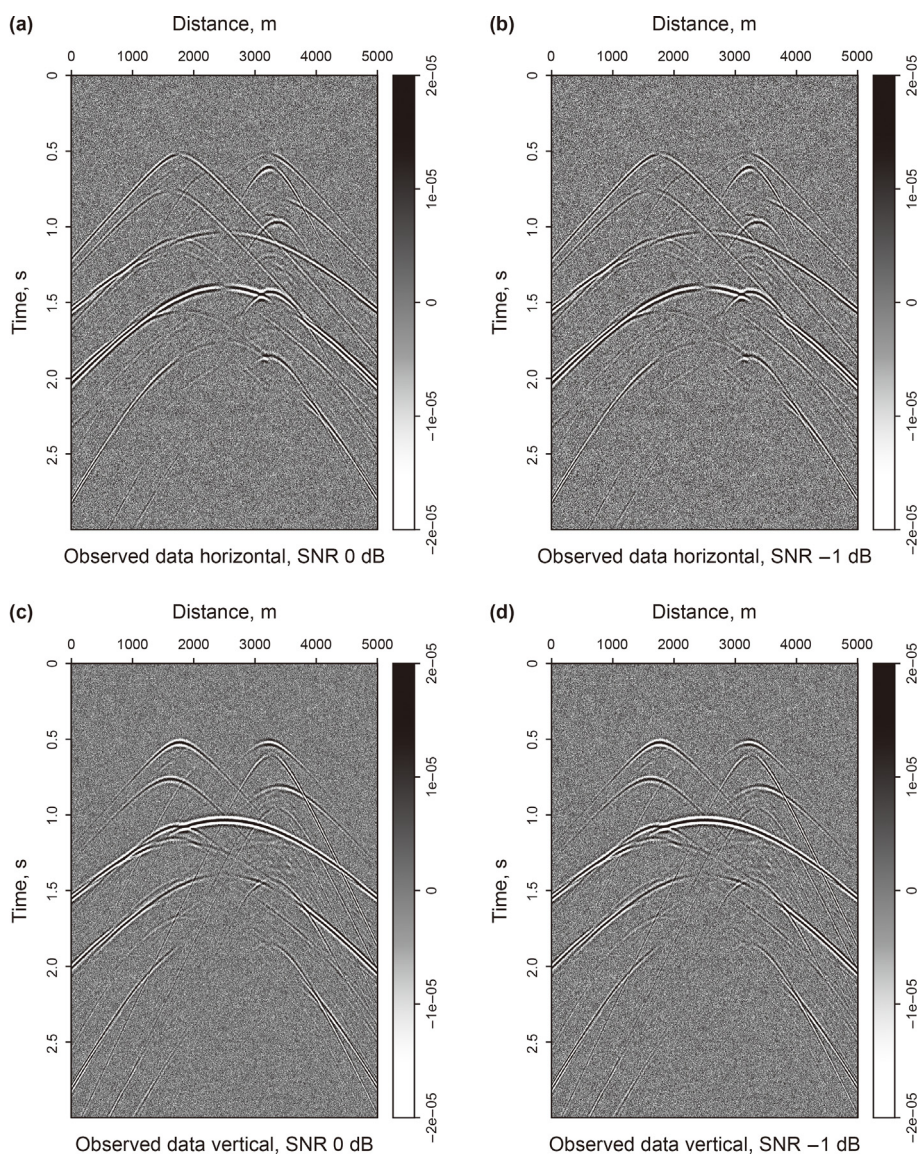 (a)
Distance, m
0 1000 2000 3000 4000 5000
Time, s
0
0.5
1.0
1.5
2.0
2.5
2e−05
1e−05
0
−1e−05
−2e−05
Observed data horizontal, SNR 0 dB
(b)
Distance, m
0 1000 2000 3000 4000 5000
Time, s
0
0.5
1.0
1.5
2.0
2.5
2e−05
1e−05
0
−1e−05
−2e−05
Observed data horizontal, SNR −1 dB
(c)
Distance, m
0 1000 2000 3000 4000 5000
Time, s
0
0.5
1.0
1.5
2.0
2.5
2e−05
1e−05
0
−1e−05
−2e−05
Observed data vertical, SNR 0 dB
(d)
Distance, m
0 1000 2000 3000 4000 5000
Time, s
0
0.5
1.0
1.5
2.0
2.5
2e−05
1e−05
0
−1e−05
−2e−05
Observed data vertical, SNR −1 dB